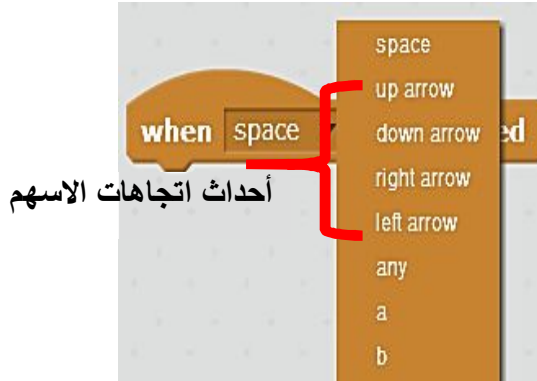 space
up arrow
when space ed
down arrow
right arrow
أحداث اتجاهات الاسهم
left arrow
any
a
b